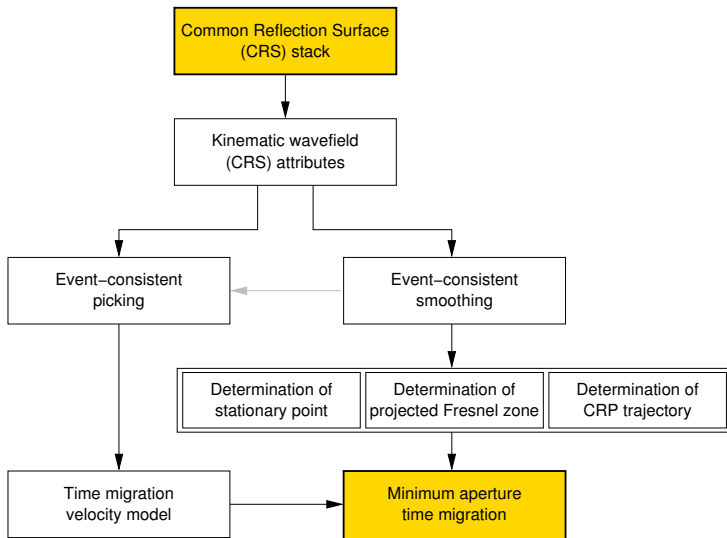 Common Reflection Surface
(CRS) stack
Kinematic wavefield
(CRS) attributes
Event−consistent
picking
Event−consistent
smoothing
Determination of
stationary point
Determination of
projected Fresnel zone
Determination of
CRP trajectory
Time migration
velocity model
Minimum aperture
time migration